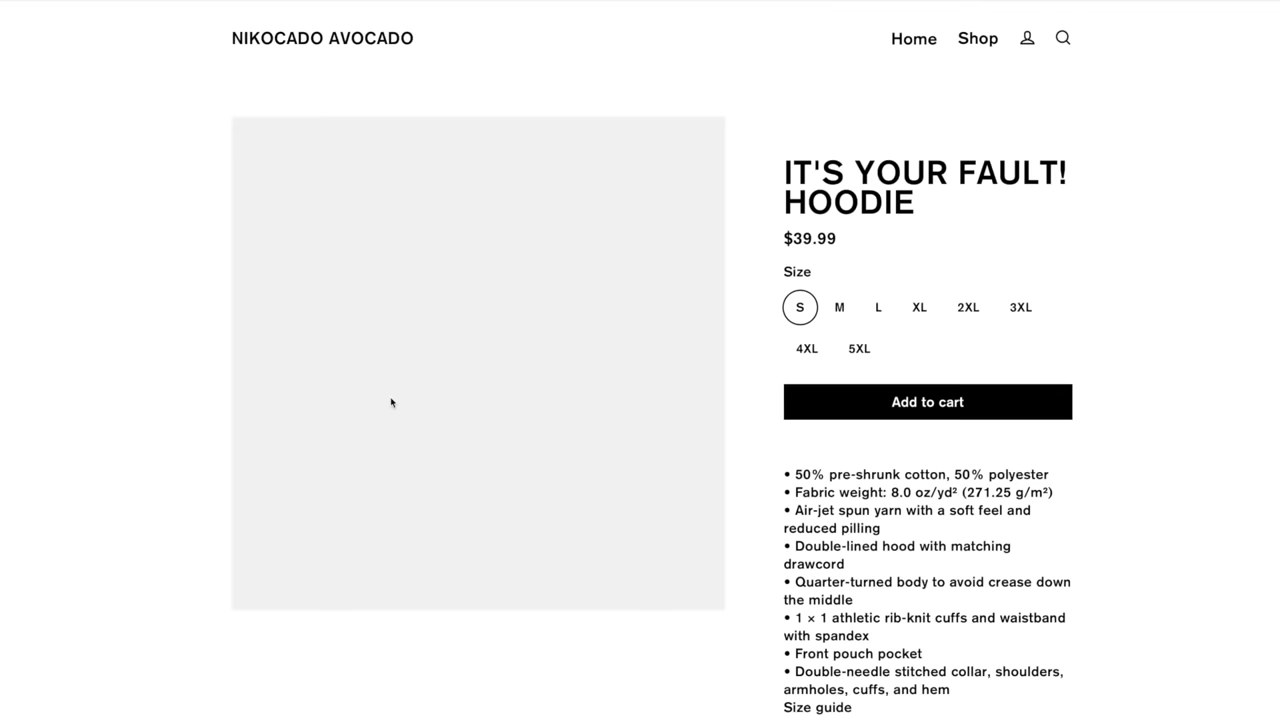 NIKOCADO AVOCADO
Home Shop
IT'S YOUR FAULT!
HOODIE
$39.99
Size
S M L XL 2XL 3XL
4XL 5XL
Add to cart
• 50% pre-shrunk cotton, 50% polyester
• Fabric weight: 8.0 oz/yd² (271.25 g/m²)
• Air-jet spun yarn with a soft feel and
reduced pilling
• Double-lined hood with matching
drawcord
• Quarter-turned body to avoid crease down
the middle
• 1 × 1 athletic rib-knit cuffs and waistband
with spandex
• Front pouch pocket
• Double-needle stitched collar, shoulders,
armholes, cuffs, and hem
Size guide